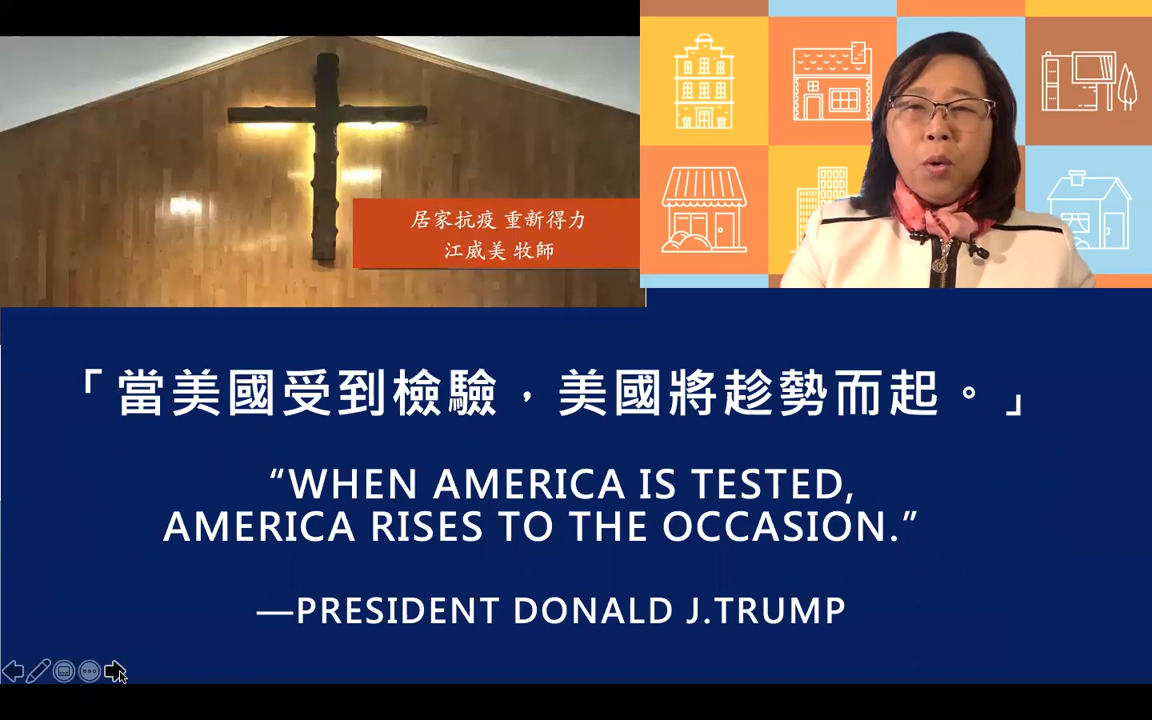 居家抗疫 重新得力
江威美 牧師
「當美國受到檢驗，美國將趁勢而起。」
“WHEN AMERICA IS TESTED,
AMERICA RISES TO THE OCCASION.”
—PRESIDENT DONALD J.TRUMP